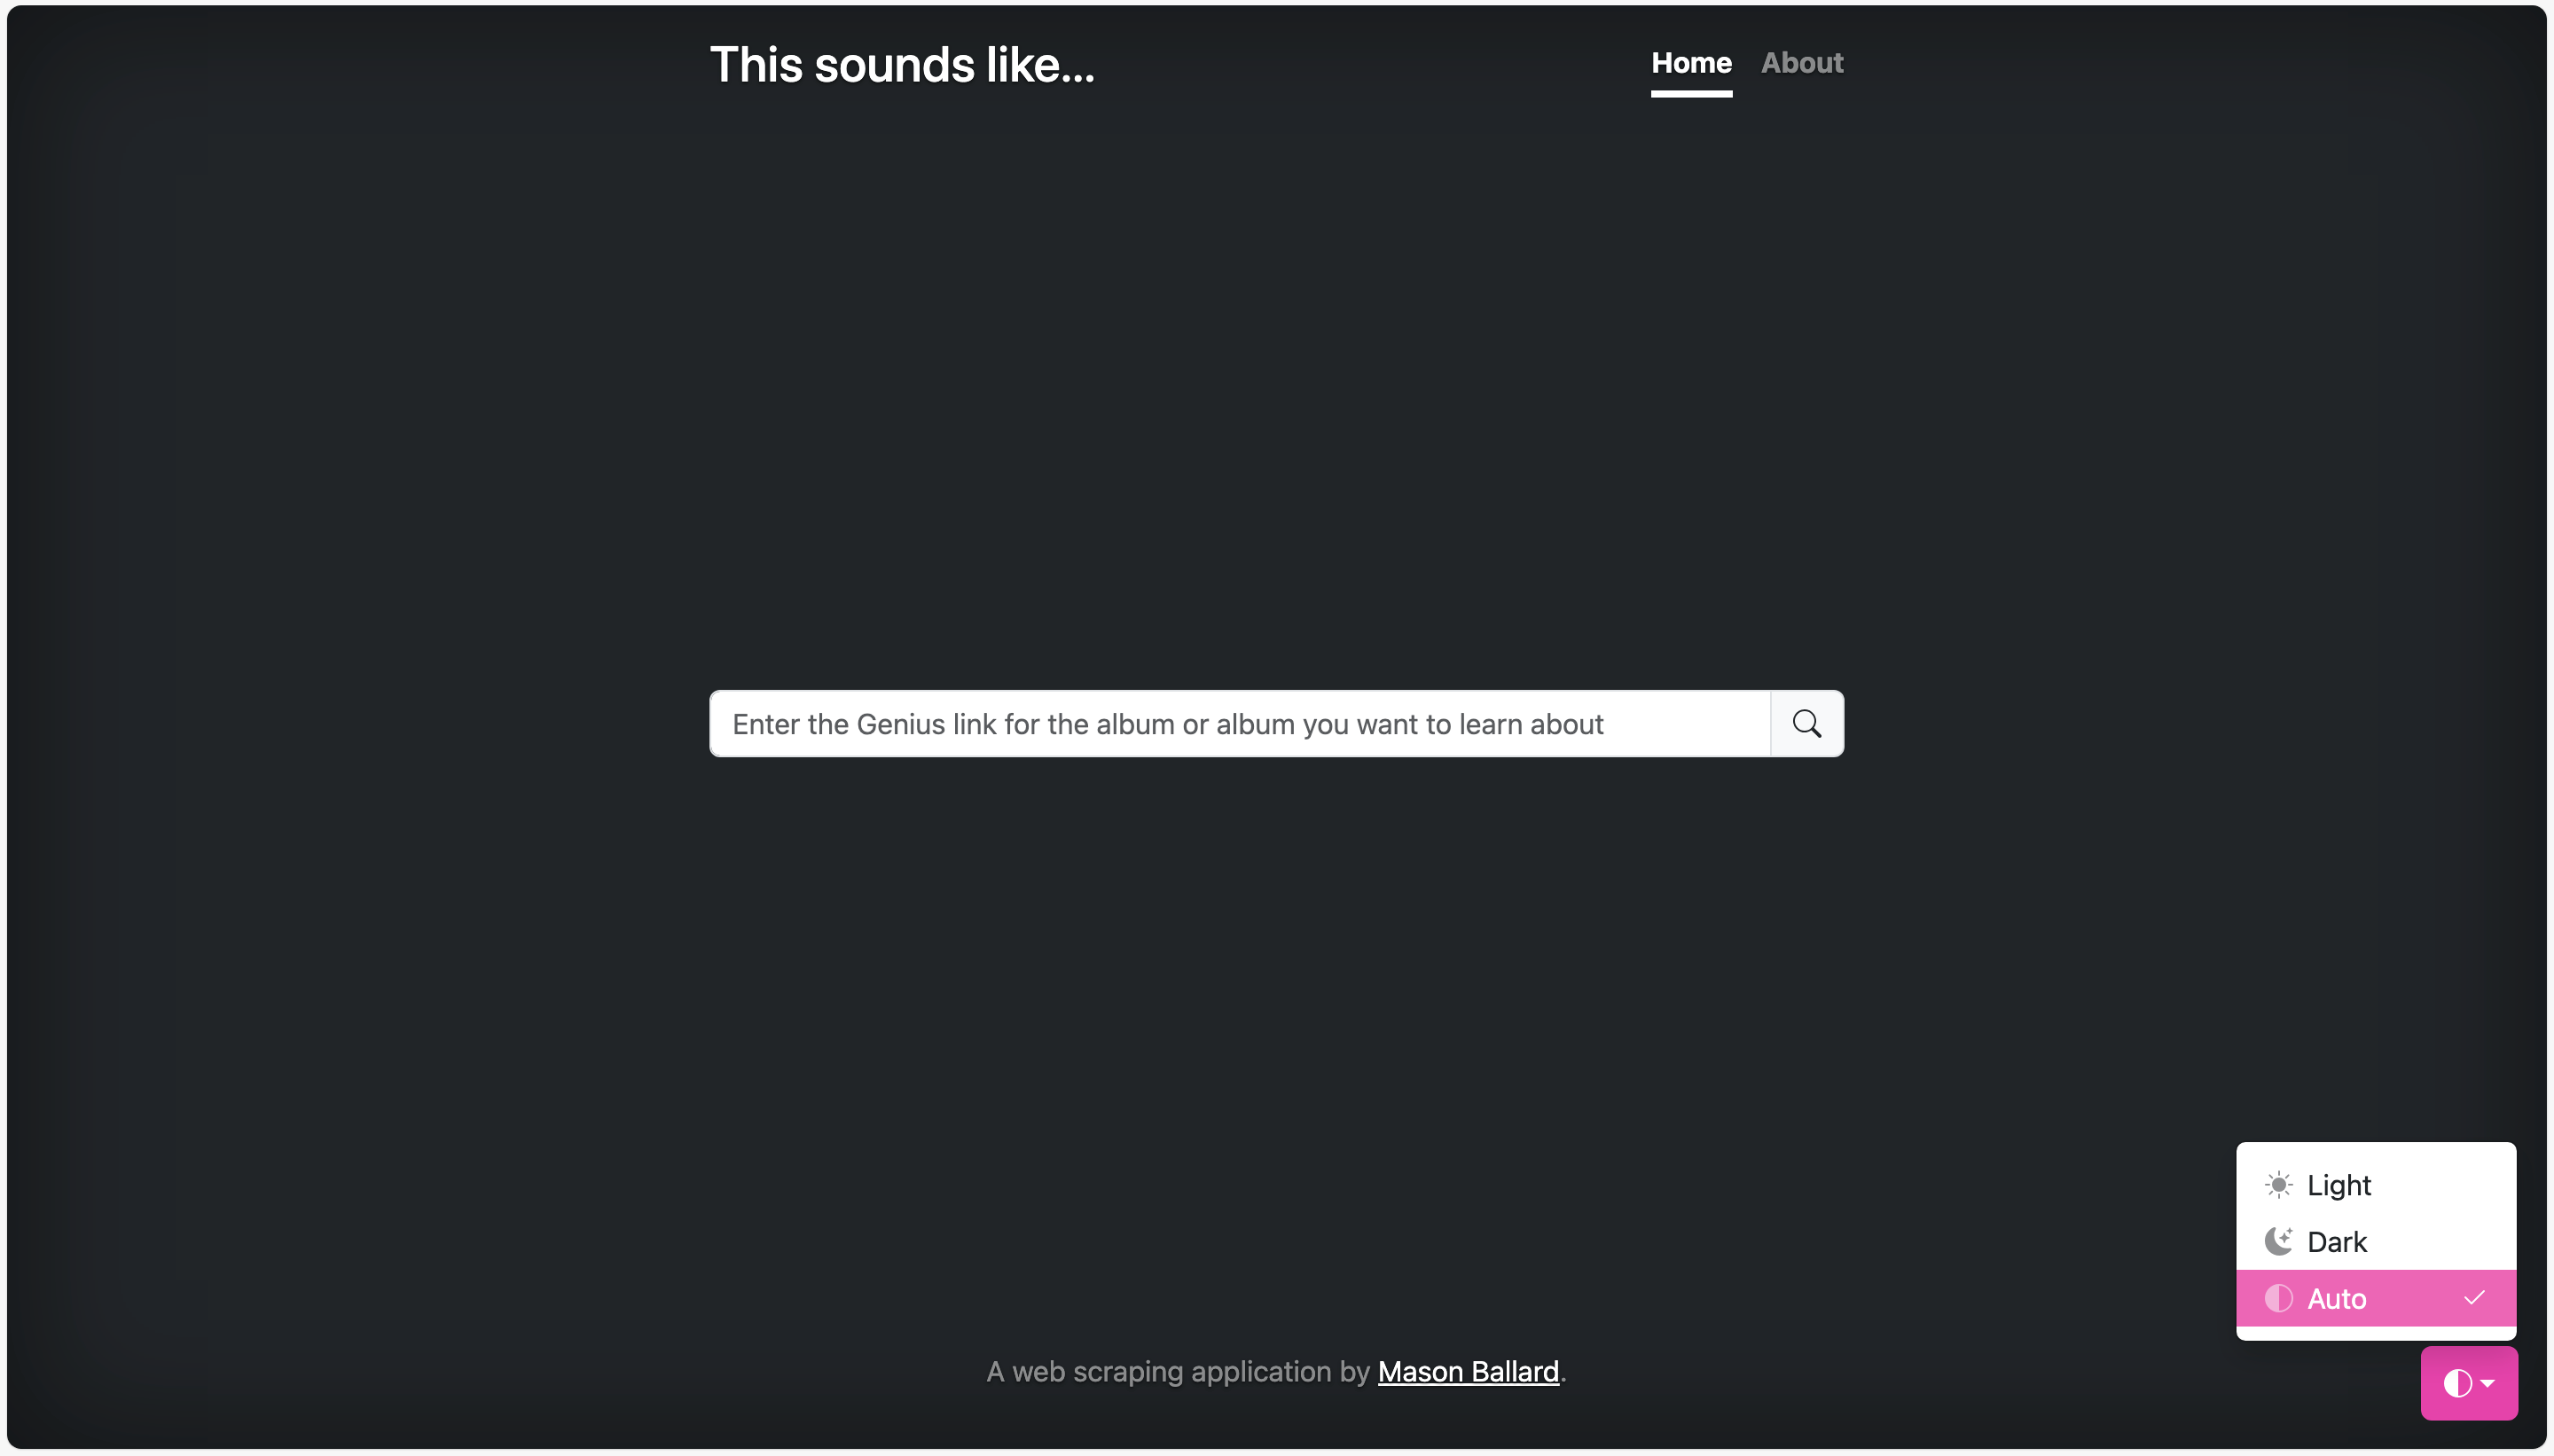 This sounds like...
Home About
Enter the Genius link for the album or album you want to learn about
Light
Dark
Auto
A web scraping application by Mason Ballard.